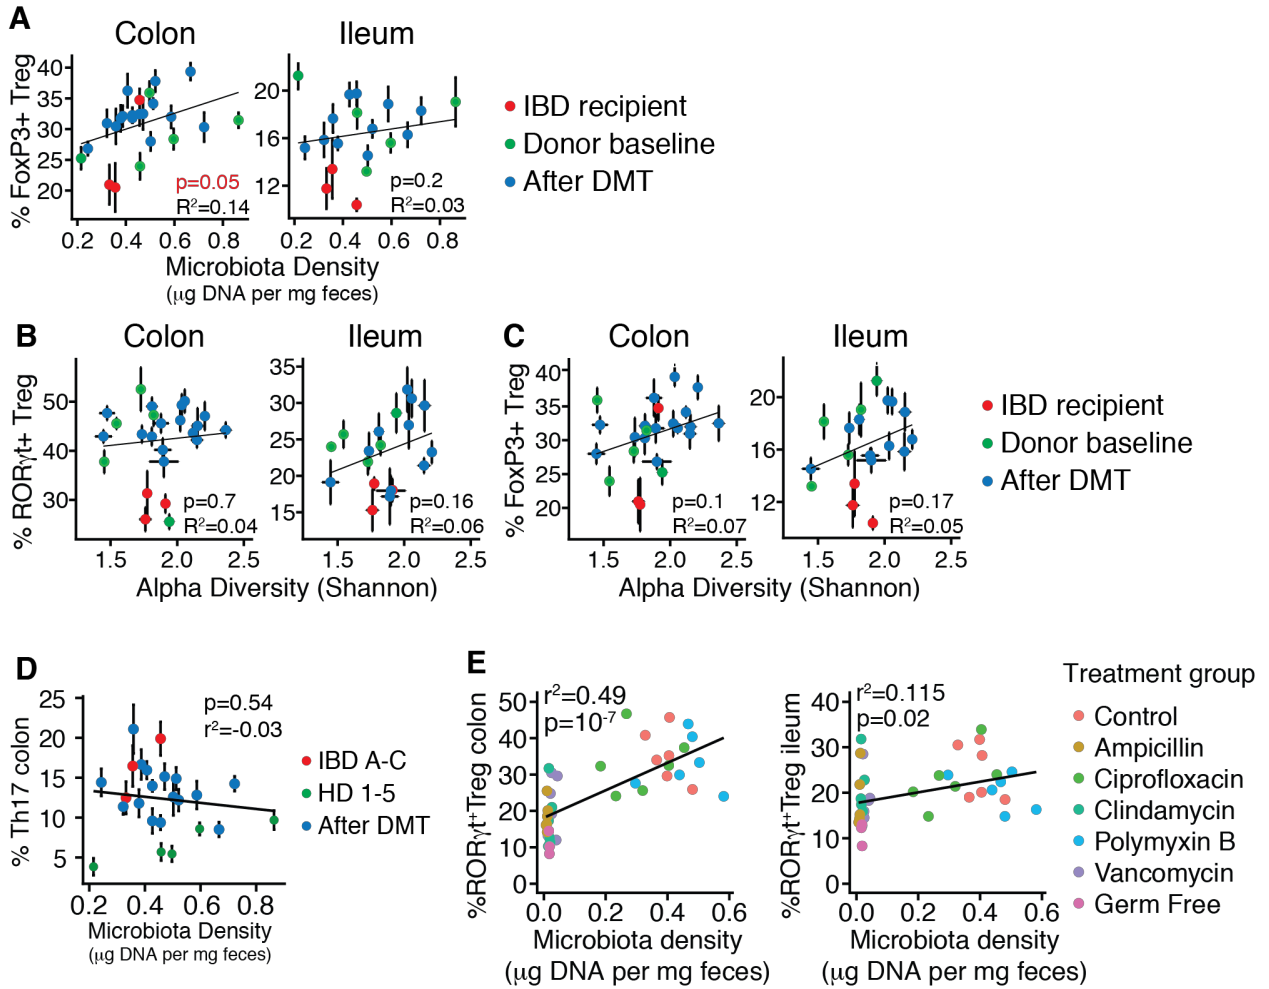 A
Colon
Ileum
% FoxP3+ Treg
40
35
30
25
20
p=0.05
R²=0.14
0.2 0.4 0.6 0.8
20
16
12
p=0.2
R²=0.03
0.2 0.4 0.6 0.8
Microbiota Density
(μg DNA per mg feces)
IBD recipient
Donor baseline
After DMT
B
Colon
Ileum
% RORγt+ Treg
50
40
30
p=0.7
R²=0.04
1.5 2.0 2.5
35
30
25
20
15
p=0.16
R²=0.06
1.5 2.0 2.5
Alpha Diversity (Shannon)
C
Colon
Ileum
% FoxP3+ Treg
40
35
30
25
20
p=0.1
R²=0.07
1.5 2.0 2.5
20
16
12
p=0.17
R²=0.05
1.5 2.0 2.5
Alpha Diversity (Shannon)
IBD recipient
Donor baseline
After DMT
D
% Th17 colon
25
20
15
10
5
p=0.54
r²=-0.03
0.2 0.4 0.6 0.8
Microbiota Density
(μg DNA per mg feces)
IBD A-C
HD 1-5
After DMT
E
%RORγt⁺Treg colon
50
40
30
20
10
0
r²=0.49
p=10⁻⁷
0.0 0.2 0.4 0.6
Microbiota density
(μg DNA per mg feces)
%RORγt⁺Treg ileum
40
30
20
10
0
r²=0.115
p=0.02
0.0 0.2 0.4 0.6
Microbiota density
(μg DNA per mg feces)
Treatment group
Control
Ampicillin
Ciprofloxacin
Clindamycin
Polymyxin B
Vancomycin
Germ Free